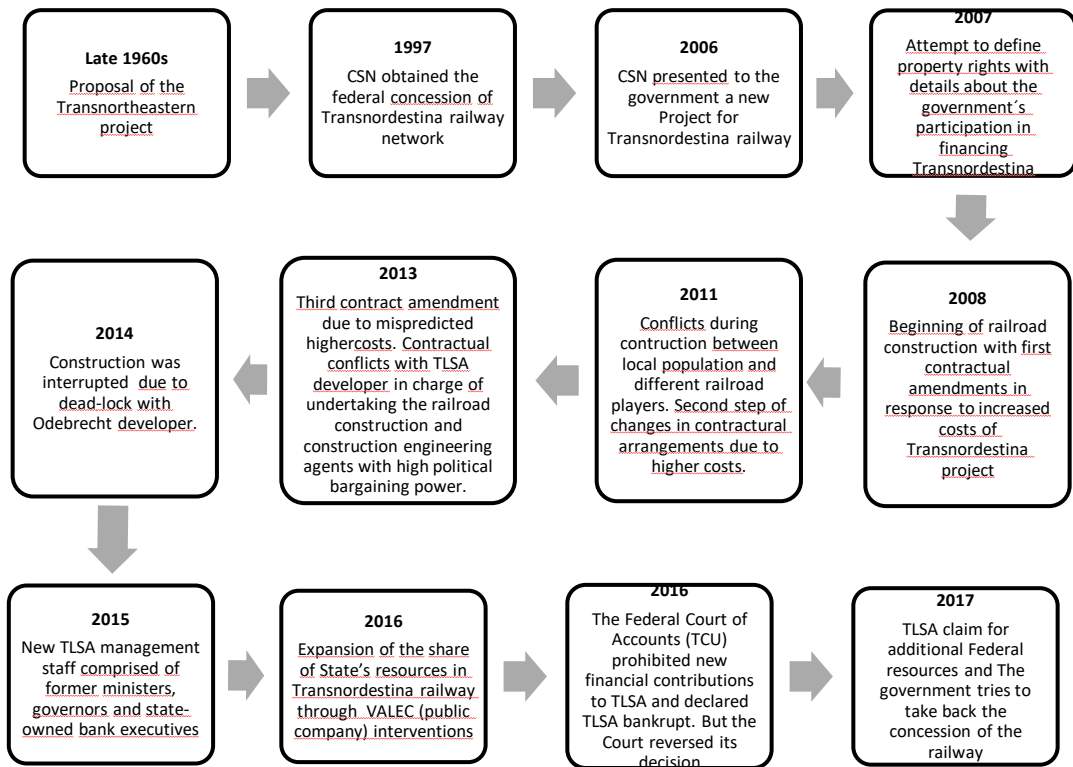 Late 1960s
Proposal of the
Transnortheastern
project
1997
CSN obtained the
federal concession of
Transnordestina railway
network
2006
CSN presented to the
government a new
Project for
Transnordestina railway
2007
Attempt to define
property rights with
details about the
government´s
participation in
financing
Transnordestina
2008
Beginning of railroad
construction with first
contractual
amendments in
response to increased
costs of
Transnordestina
project
2011
Conflicts during
contruction between
local population and
different railroad
players. Second step of
changes in contractural
arrangements due to
higher costs.
2013
Third contract amendment
due to mispredicted
highercosts. Contractual
conflicts with TLSA
developer in charge of
undertaking the railroad
construction and
construction engineering
agents with high political
bargaining power.
2014
Construction was
interrupted due to
dead-lock with
Odebrecht developer.
2015
New TLSA management
staff comprised of
former ministers,
governors and state-
owned bank executives
2016
Expansion of the share
of State’s resources in
Transnordestina railway
through VALEC (public
company) interventions
2016
The Federal Court of
Accounts (TCU)
prohibited new
financial contributions
to TLSA and declared
TLSA bankrupt. But the
Court reversed its
decision
2017
TLSA claim for
additional Federal
resources and The
government tries to
take back the
concession of the
railway